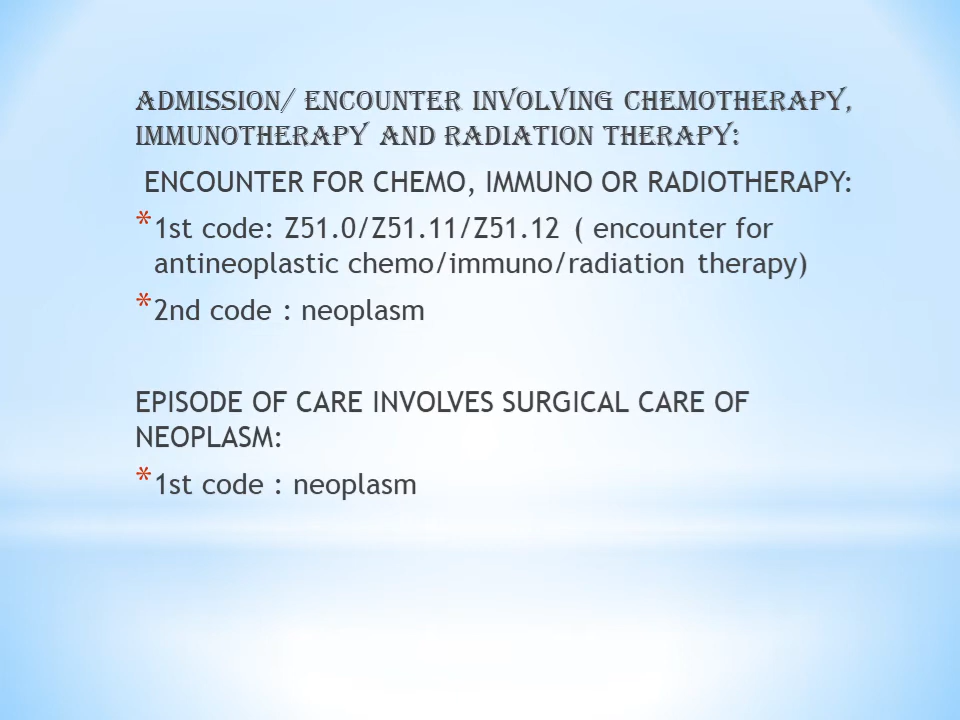 ADMISSION/ ENCOUNTER INVOLVING CHEMOTHERAPY,
IMMUNOTHERAPY AND RADIATION THERAPY:
ENCOUNTER FOR CHEMO, IMMUNO OR RADIOTHERAPY:
* 1st code: Z51.0/Z51.11/Z51.12 ( encounter for
antineoplastic chemo/immuno/radiation therapy)
* 2nd code : neoplasm
EPISODE OF CARE INVOLVES SURGICAL CARE OF
NEOPLASM:
* 1st code : neoplasm